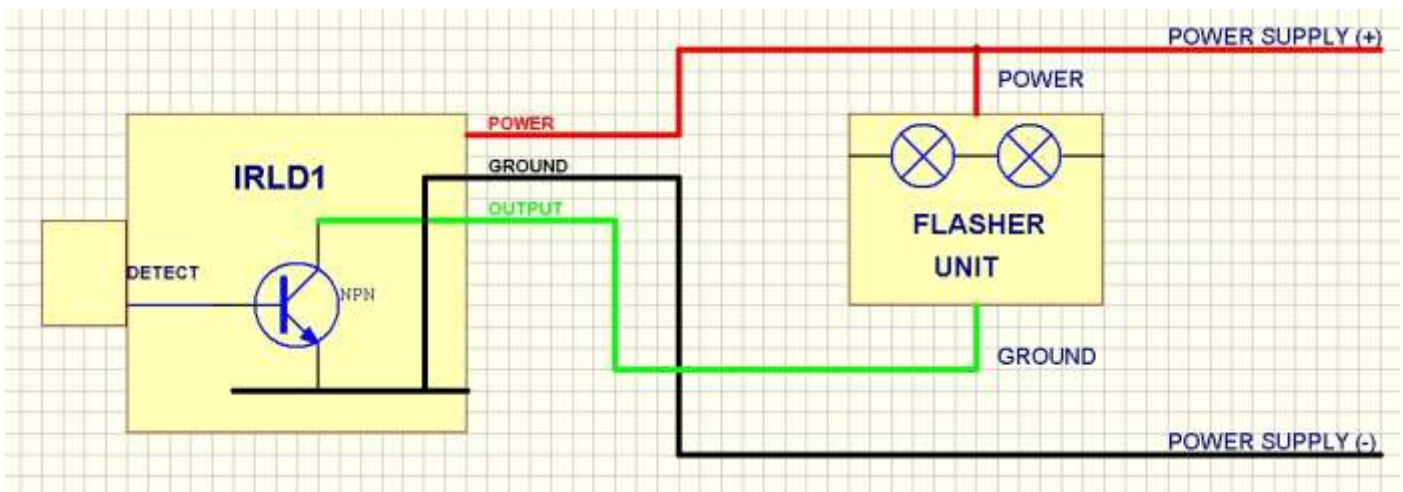 POWER SUPPLY (+)
POWER
POWER
IRLD1
GROUND
OUTPUT
FLASHER
UNIT
DETECT
NPN
GROUND
POWER SUPPLY (-)